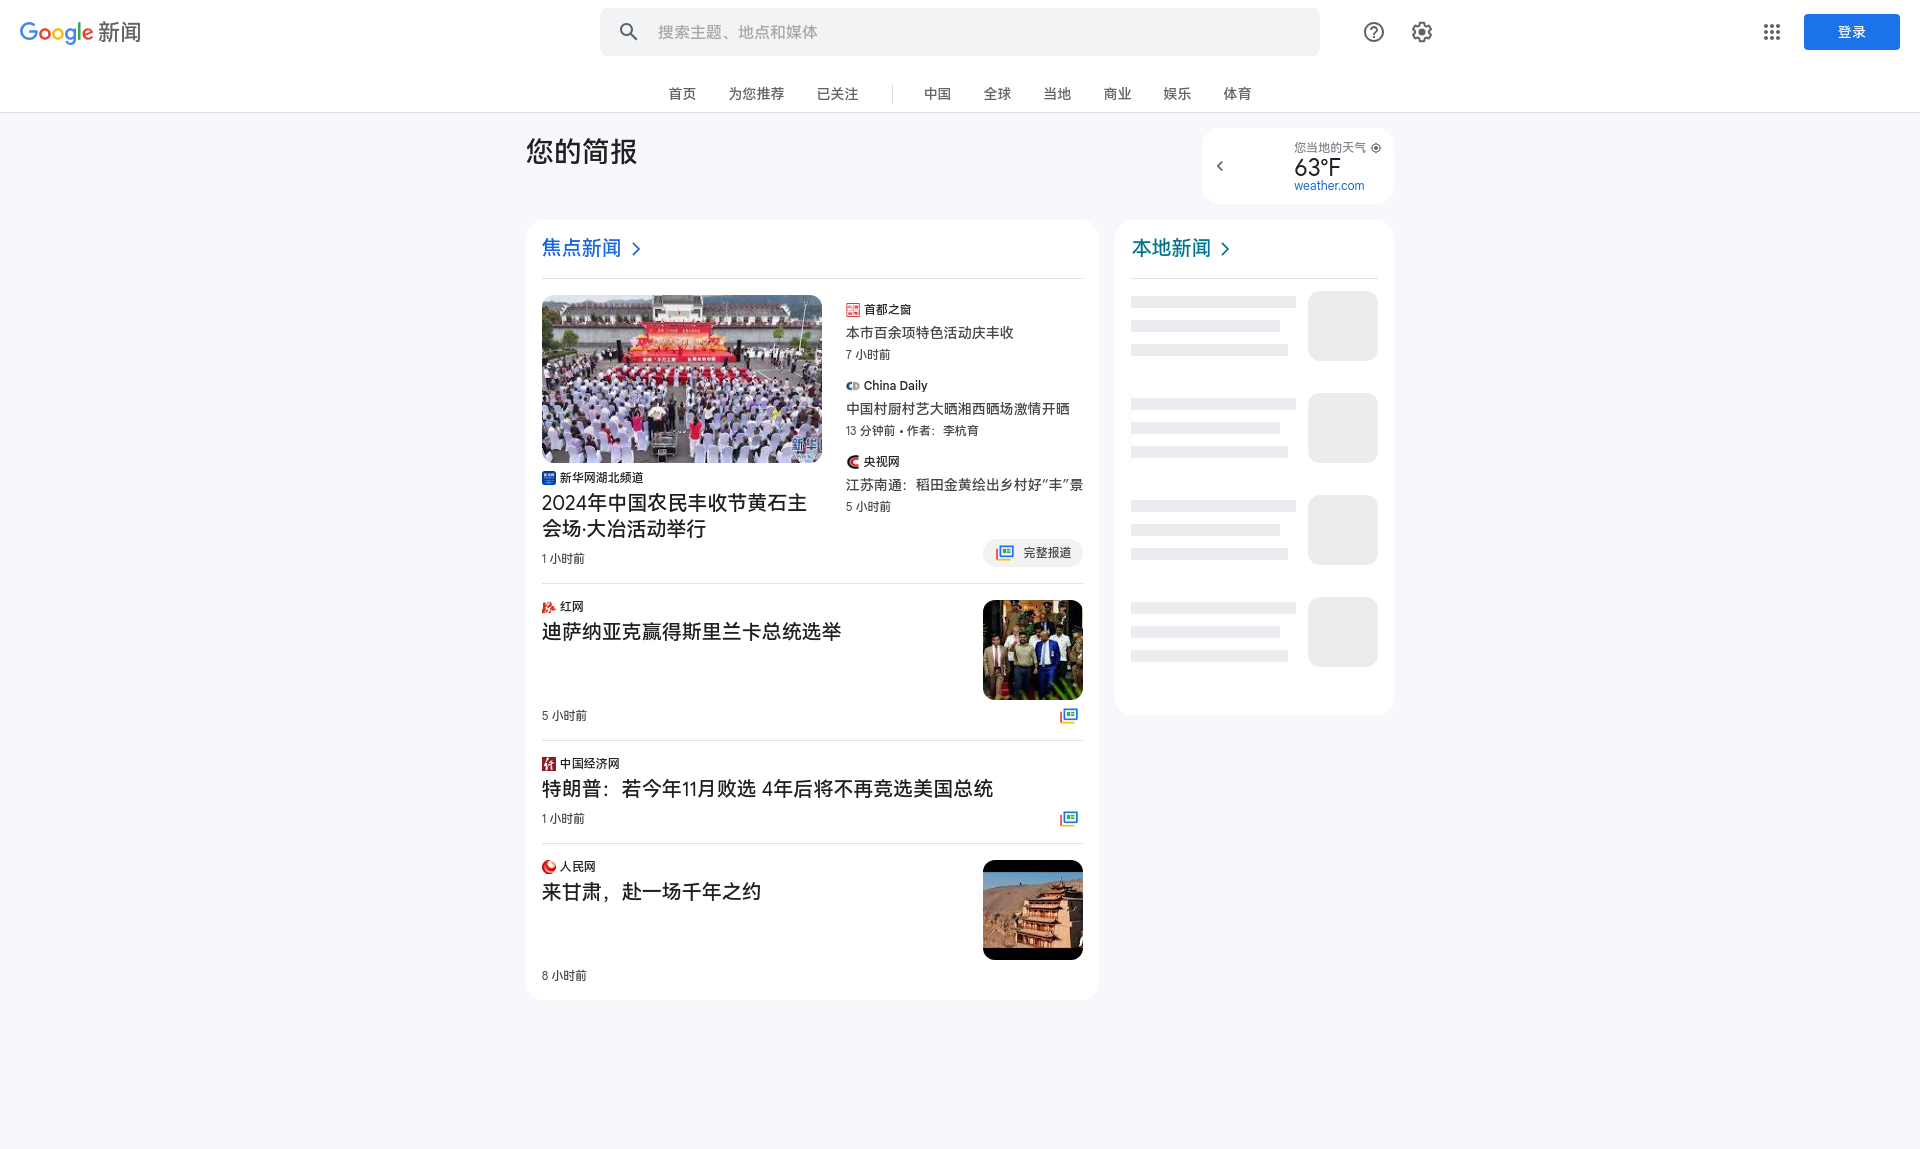 Google 新闻
搜索主题、地点和媒体
登录
首页
为您推荐
已关注
中国
全球
当地
商业
娱乐
体育
您的简报
您当地的天气
63°F
weather.com
焦点新闻
新华网湖北频道
2024年中国农民丰收节黄石主
会场·大冶活动举行
1 小时前
首都之窗
本市百余项特色活动庆丰收
7 小时前
China Daily
中国村厨村艺大晒湘西晒场激情开晒
13 分钟前 • 作者：李杭育
央视网
江苏南通：稻田金黄绘出乡村好“丰”景
5 小时前
完整报道
红网
迪萨纳亚克赢得斯里兰卡总统选举
5 小时前
中国经济网
特朗普：若今年11月败选 4年后将不再竞选美国总统
1 小时前
人民网
来甘肃，赴一场千年之约
8 小时前
本地新闻